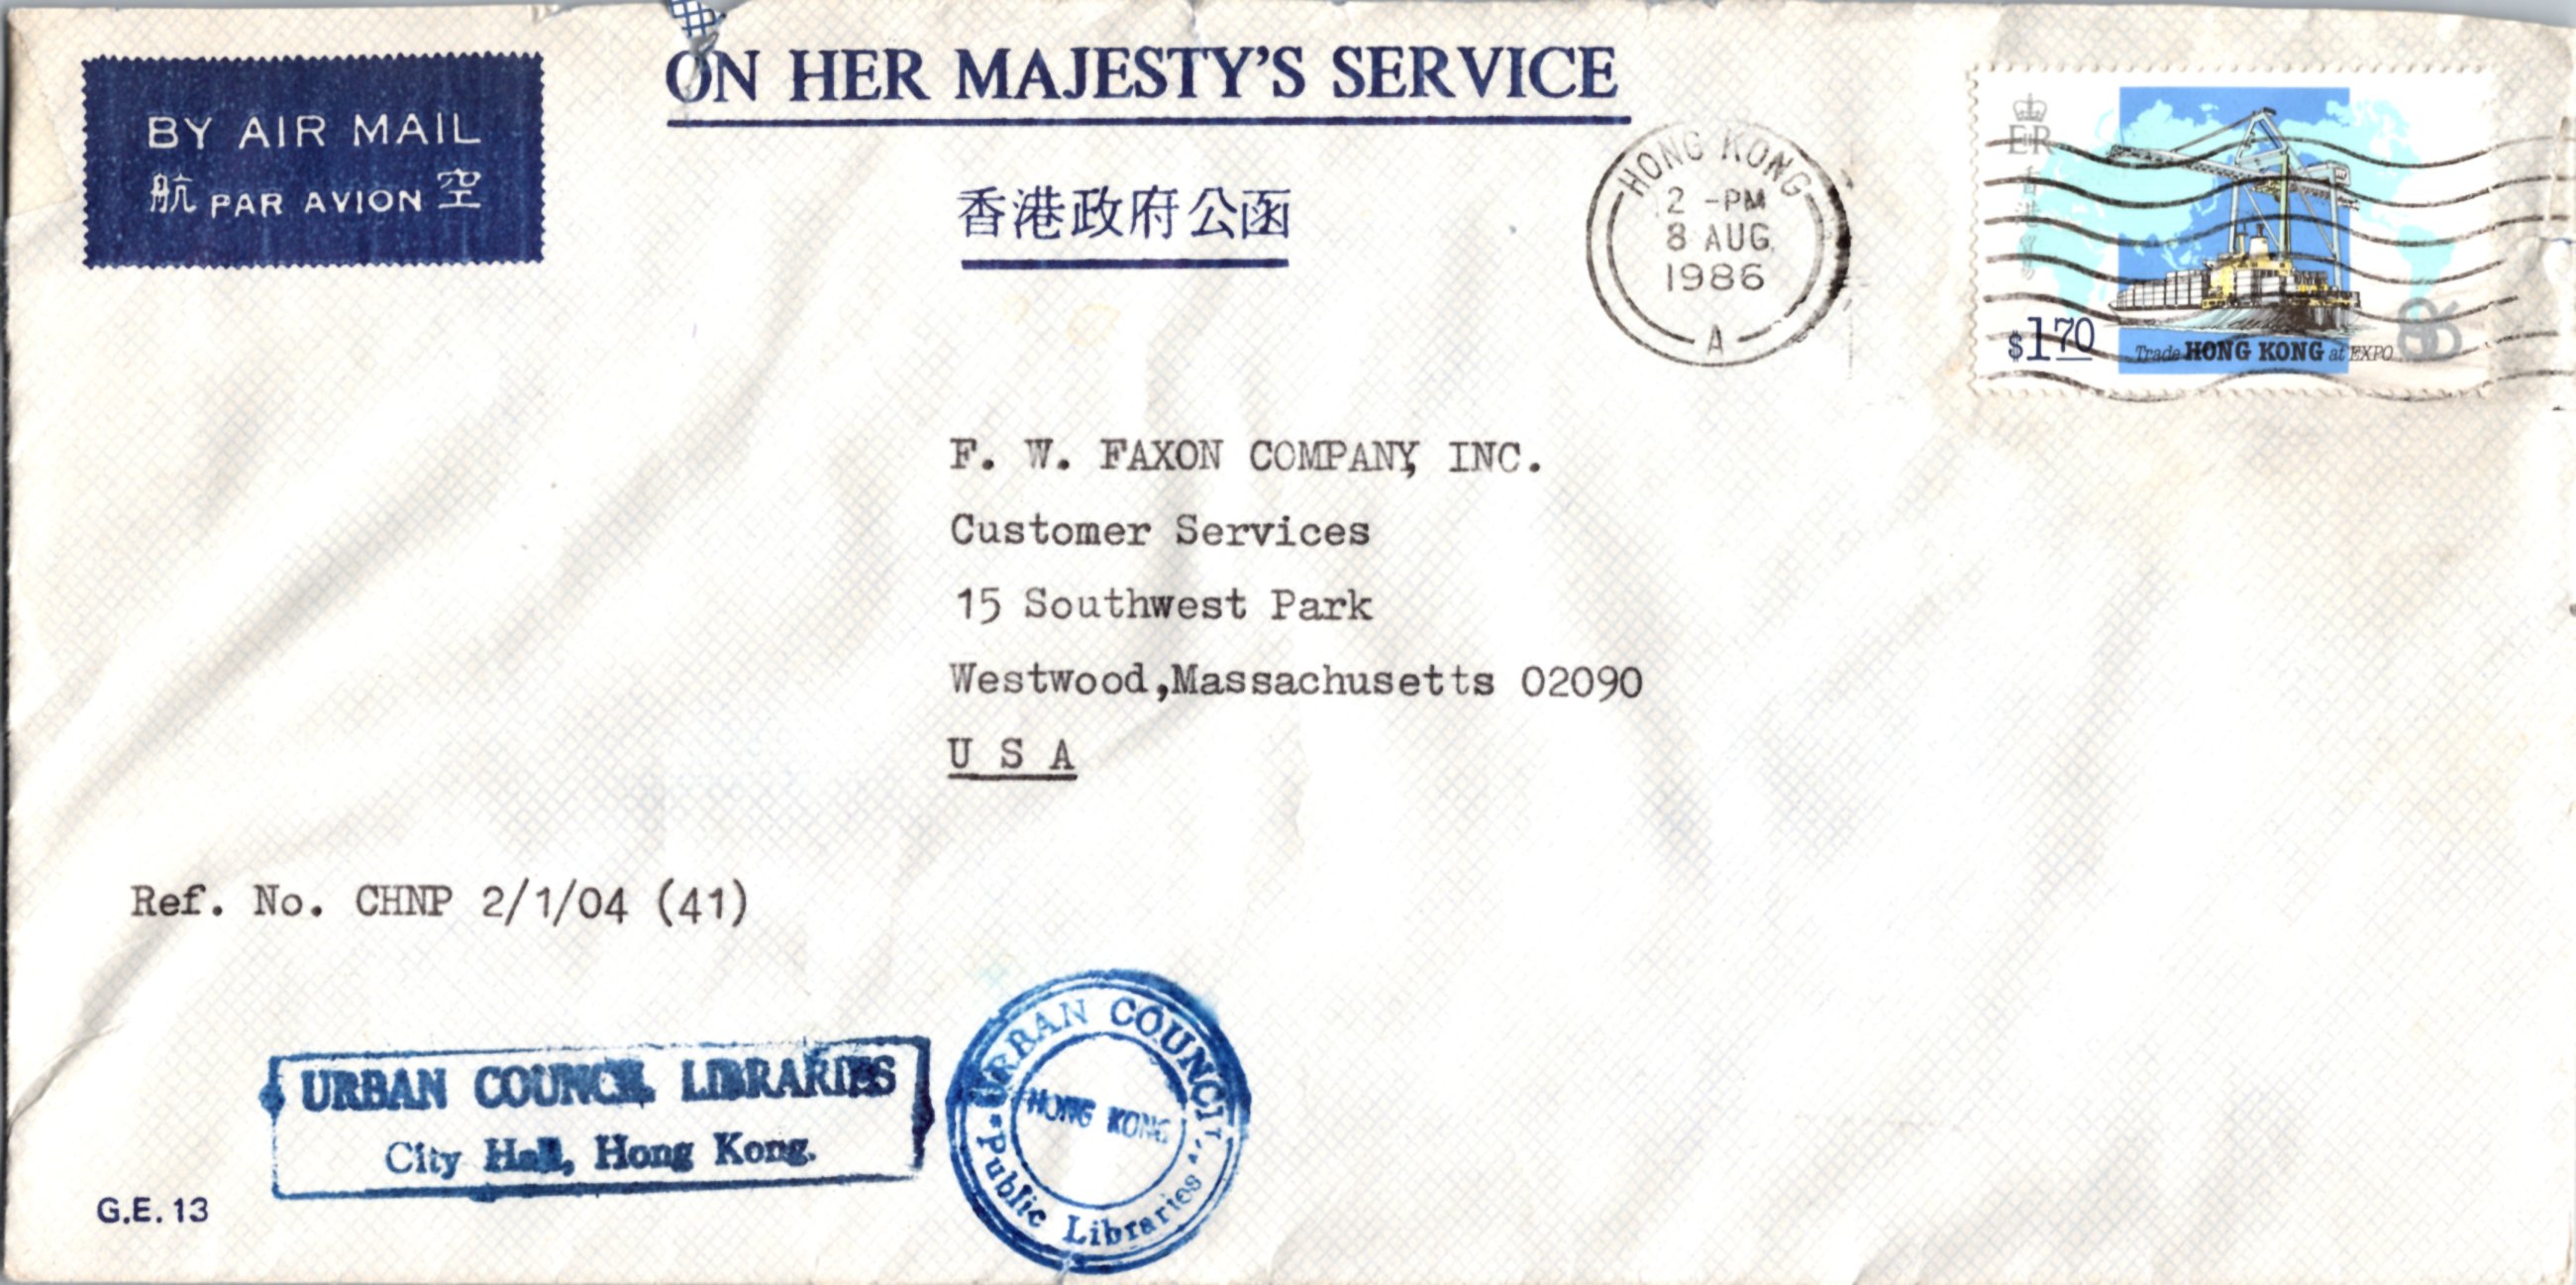 ON HER MAJESTY'S SERVICE
香港政府公函
BY AIR MAIL
航 PAR AVION 空
HONG KONG
2 -PM
8 AUG
1986
A
E II R
$1.70
Trade HONG KONG at EXPO 86
F. W. FAXON COMPANY, INC.
Customer Services
15 Southwest Park
Westwood,Massachusetts 02090
U S A
Ref. No. CHNP 2/1/04 (41)
URBAN COUNCIL LIBRARIES
City Hall, Hong Kong.
URBAN COUNCIL
HONG KONG
Public Libraries
G.E. 13